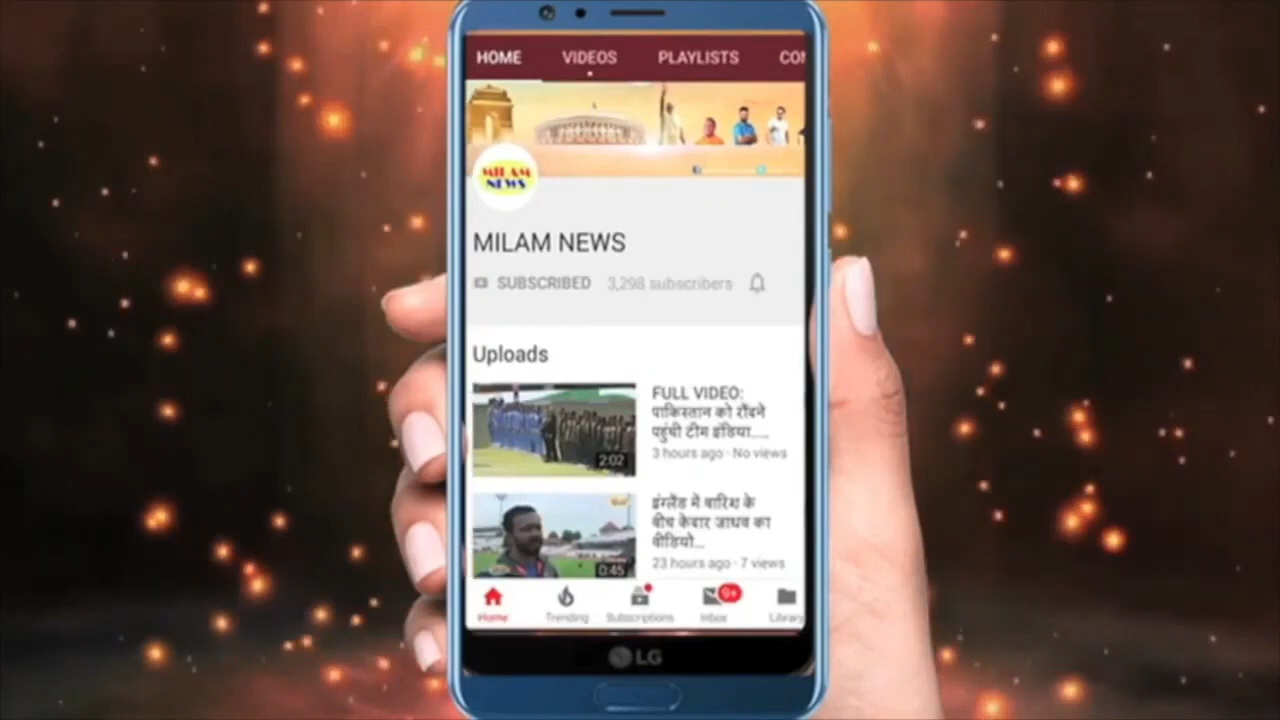 HOME VIDEOS PLAYLISTS CON
MILAM
NEWS
MILAM NEWS
SUBSCRIBED 3,298 subscribers
Uploads
FULL VIDEO:
पाकिस्तान को रौंदने
पहुंची टीम इंडिया.....
3 hours ago · No views
2:02
इंग्लैंड में बारिश के
बीच केदार जाधव का
वीडियो...
23 hours ago · 7 views
0:45
9+
Home Trending Subscriptions Inbox Library
LG